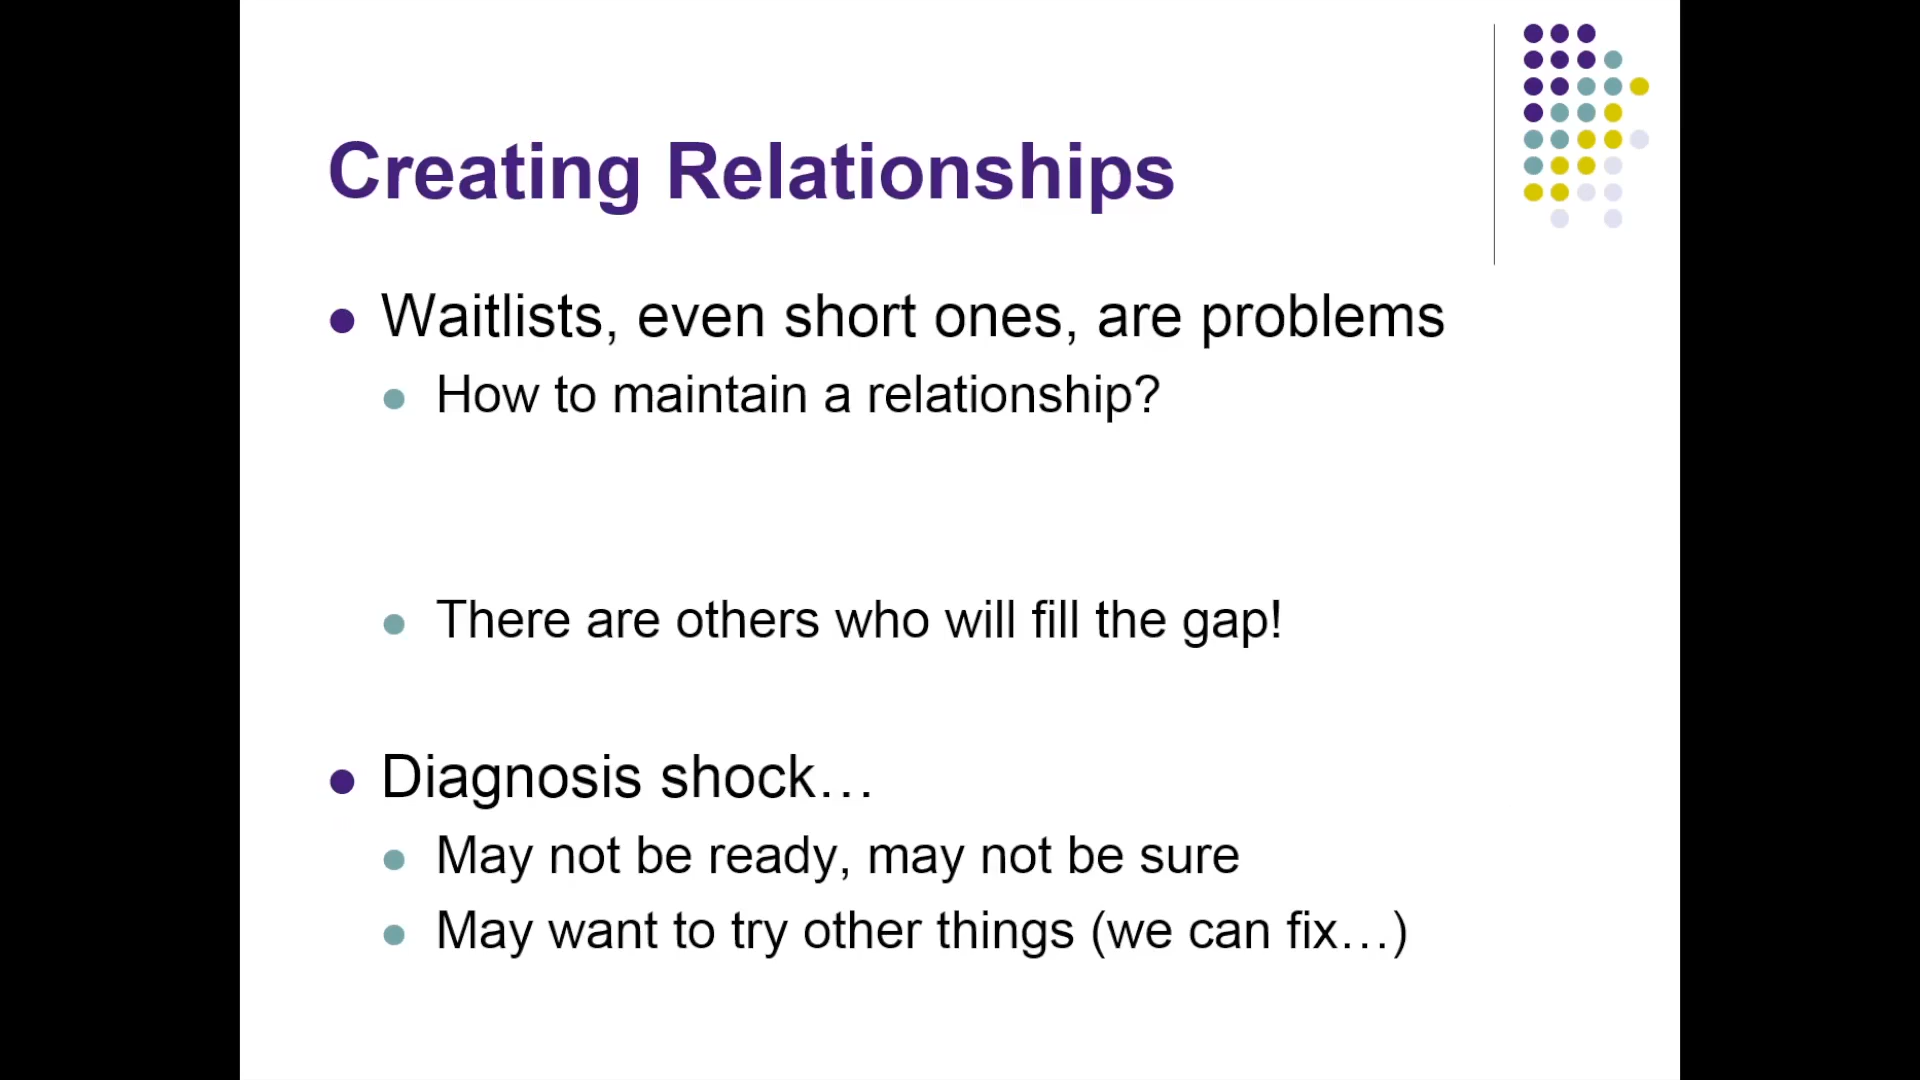 Creating Relationships
Waitlists, even short ones, are problems
How to maintain a relationship?
There are others who will fill the gap!
Diagnosis shock…
May not be ready, may not be sure
May want to try other things (we can fix…)